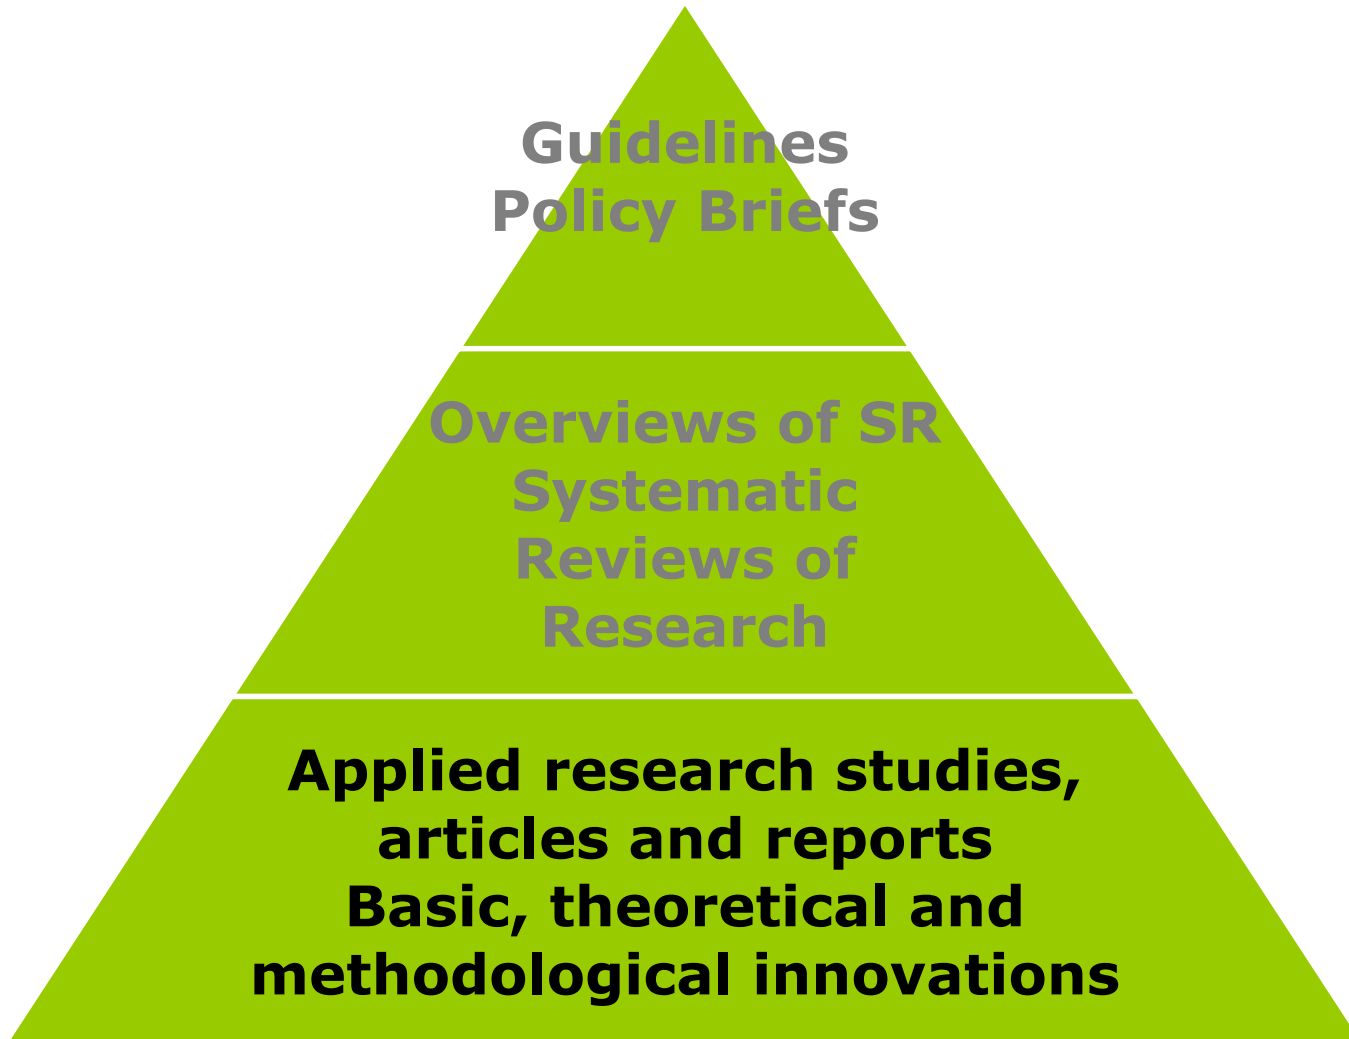 Guidelines
Policy Briefs
Overviews of SR
Systematic
Reviews of
Research
Applied research studies,
articles and reports
Basic, theoretical and
methodological innovations